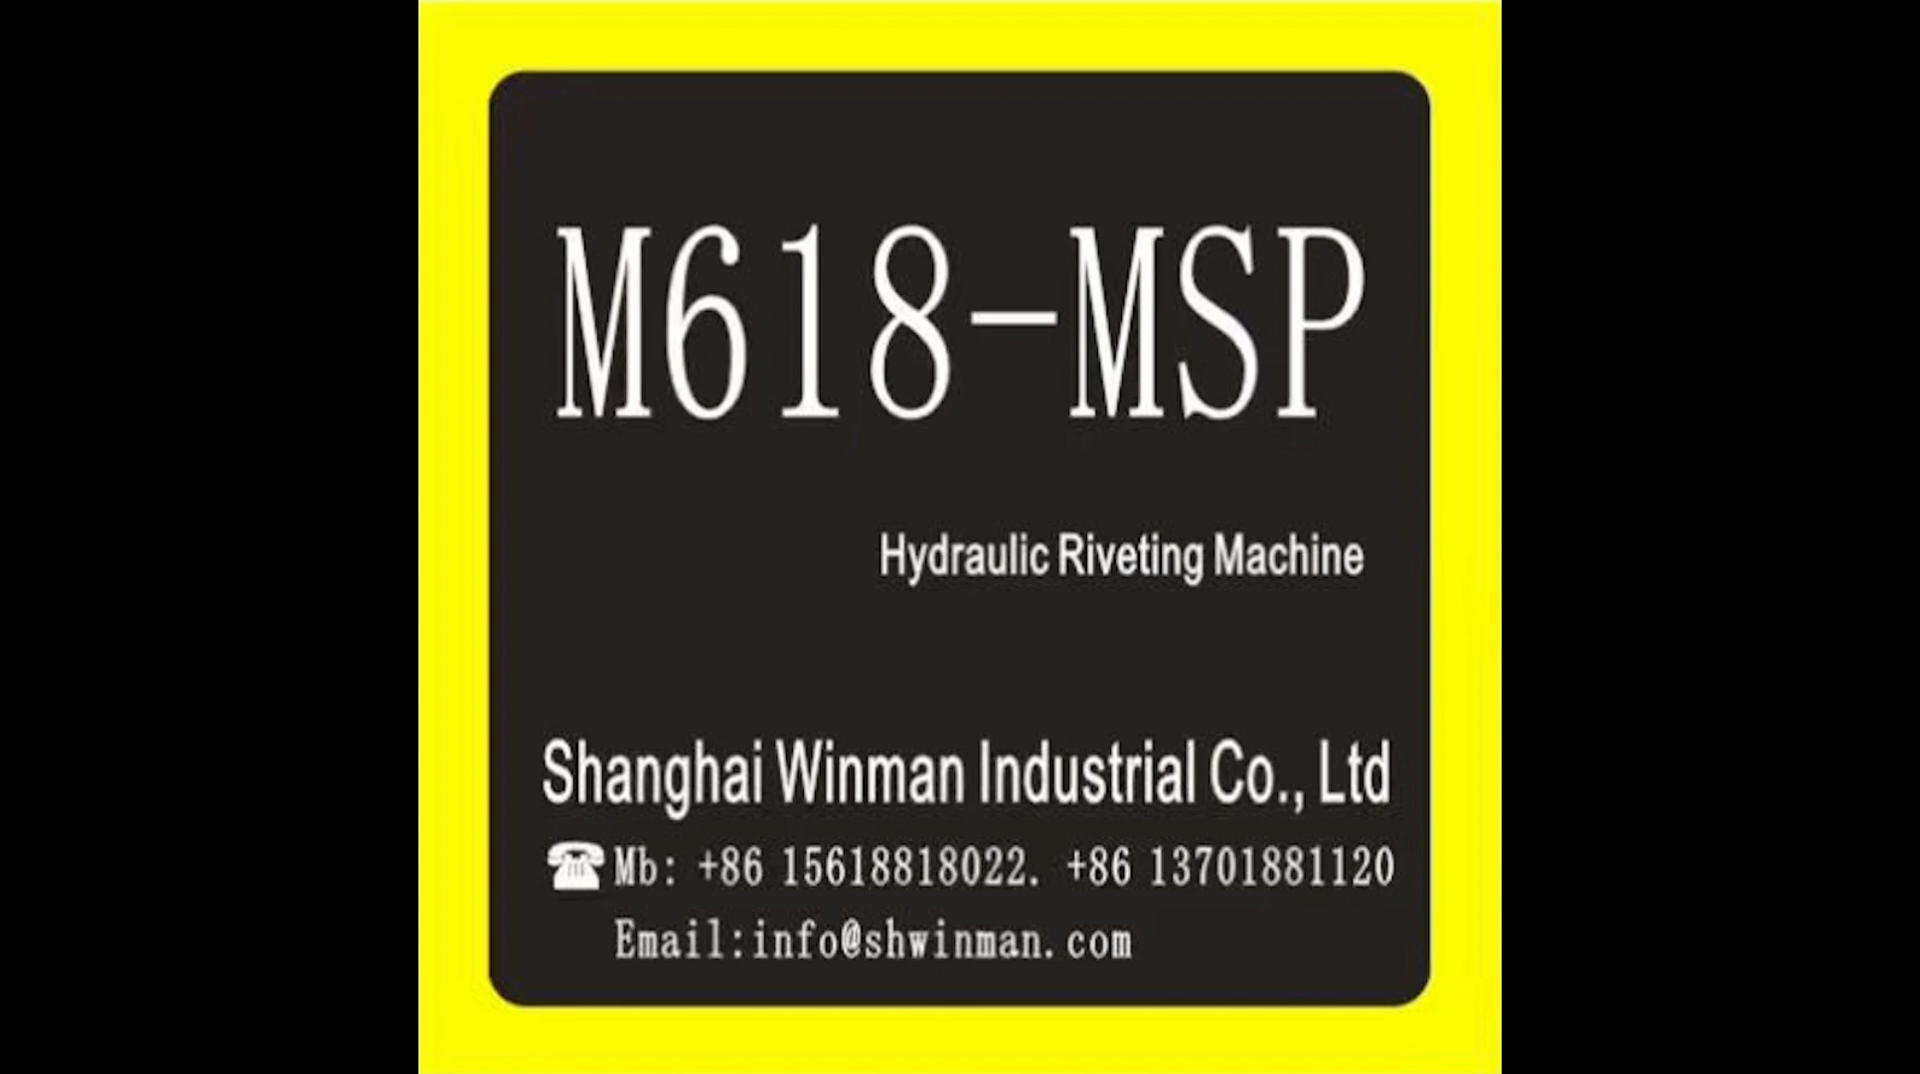 M618-MSP
Hydraulic Riveting Machine
Shanghai Winman Industrial Co., Ltd
☎Mb: +86 15618818022. +86 13701881120
Email:info@shwinman.com